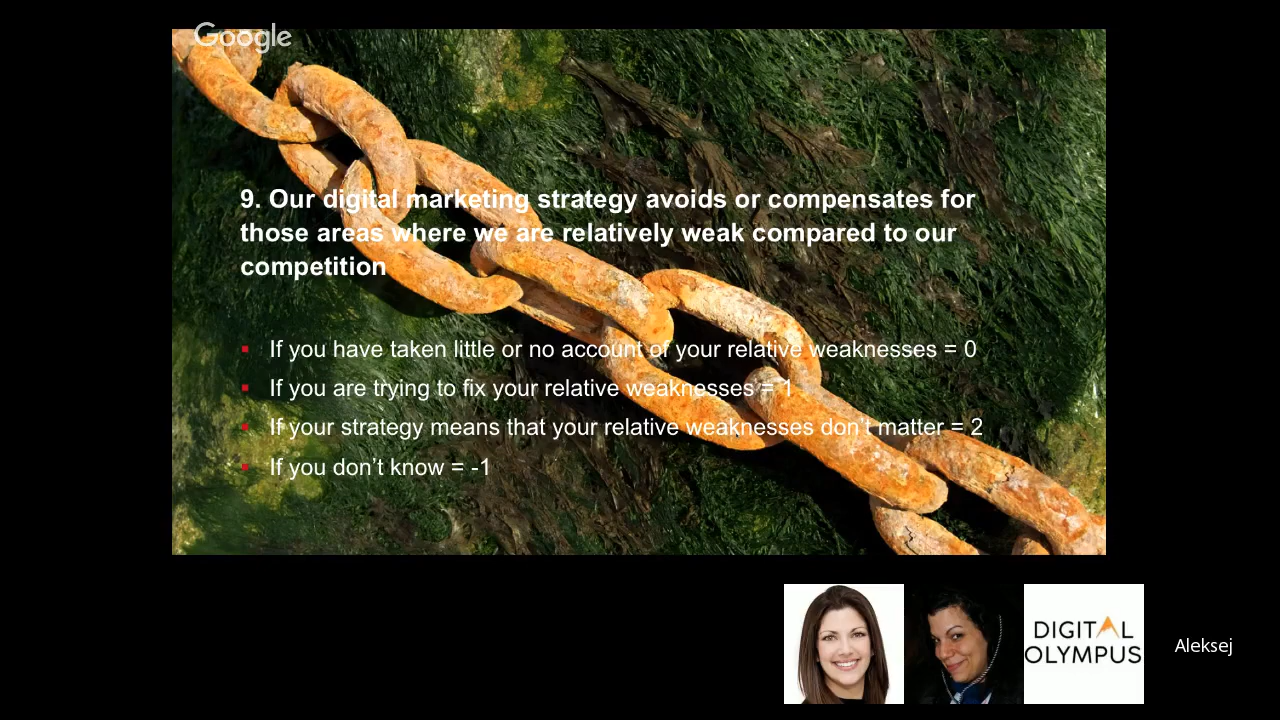 Google
9. Our digital marketing strategy avoids or compensates for
those areas where we are relatively weak compared to our
competition
If you have taken little or no account of your relative weaknesses = 0
If you are trying to fix your relative weaknesses = 1
If your strategy means that your relative weaknesses don’t matter = 2
If you don’t know = -1
DIGITAL
OLYMPUS
Aleksej